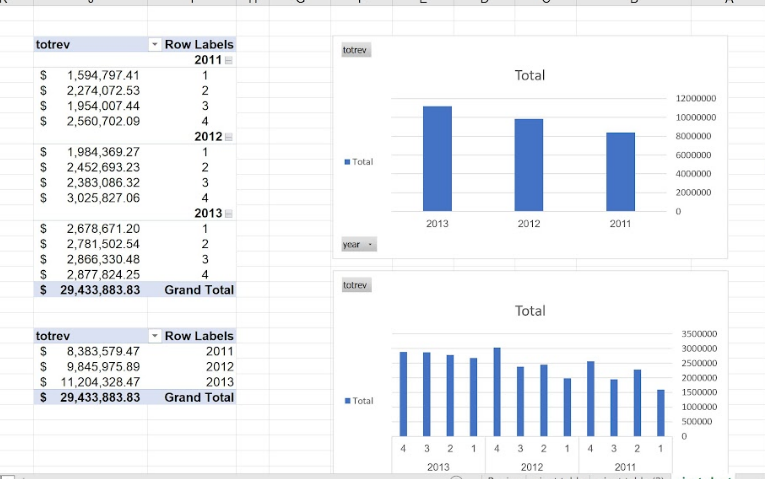 totrev Row Labels
2011
$ 1,594,797.41 1
$ 2,274,072.53 2
$ 1,954,007.44 3
$ 2,560,702.09 4
2012
$ 1,984,369.27 1
$ 2,452,693.23 2
$ 2,383,086.32 3
$ 3,025,827.06 4
2013
$ 2,678,671.20 1
$ 2,781,502.54 2
$ 2,866,330.48 3
$ 2,877,824.25 4
$ 29,433,883.83 Grand Total
totrev Row Labels
$ 8,383,579.47 2011
$ 9,845,975.89 2012
$ 11,204,328.47 2013
$ 29,433,883.83 Grand Total
totrev
Total
12000000
10000000
8000000
6000000
4000000
2000000
0
Total
2013 2012 2011
year
totrev
Total
3500000
3000000
2500000
2000000
1500000
1000000
500000
0
Total
4 3 2 1 4 3 2 1 4 3 2 1
2013 2012 2011